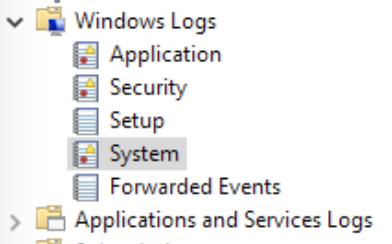 Windows Logs
Application
Security
Setup
System
Forwarded Events
Applications and Services Logs